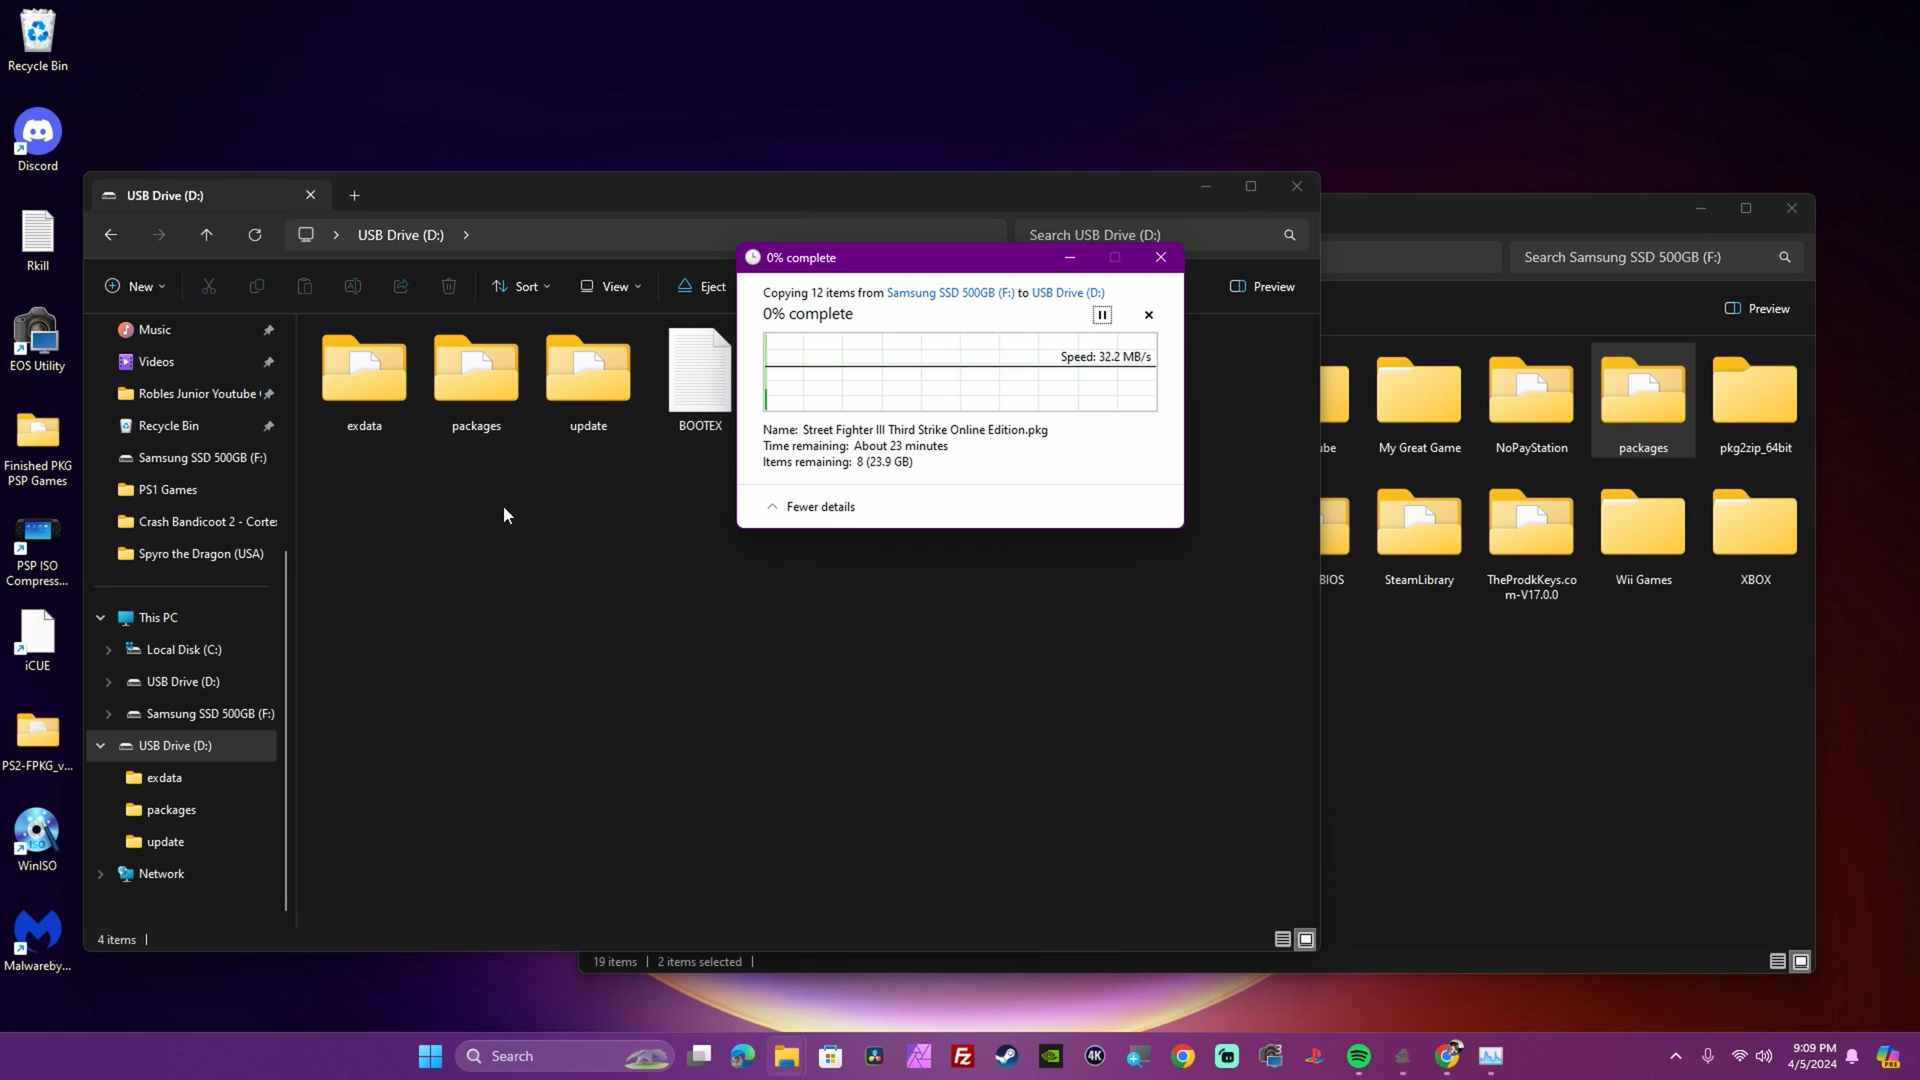 Recycle Bin
Discord
Rkill
EOS Utility
Finished PKG
PSP Games
PSP ISO
Compress...
iCUE
PS2-FPKG_v...
WinISO
Malwareby...
USB Drive (D:)
USB Drive (D:)
Search USB Drive (D:)
New
Sort
View
Eject
Preview
Music
Videos
Robles Junior Youtube
Recycle Bin
Samsung SSD 500GB (F:)
PS1 Games
Crash Bandicoot 2 - Corte
Spyro the Dragon (USA)
This PC
Local Disk (C:)
USB Drive (D:)
Samsung SSD 500GB (F:)
USB Drive (D:)
exdata
packages
update
Network
exdata
packages
update
BOOTEX
4 items
0% complete
Copying 12 items from Samsung SSD 500GB (F:) to USB Drive (D:)
0% complete
Speed: 32.2 MB/s
Name: Street Fighter III Third Strike Online Edition.pkg
Time remaining: About 23 minutes
Items remaining: 8 (23.9 GB)
Fewer details
Search Samsung SSD 500GB (F:)
Preview
be
My Great Game
NoPayStation
packages
pkg2zip_64bit
BIOS
SteamLibrary
TheProdkKeys.co
m-V17.0.0
Wii Games
XBOX
19 items
2 items selected
Search
Fz
4K
9:09 PM
4/5/2024
PRE